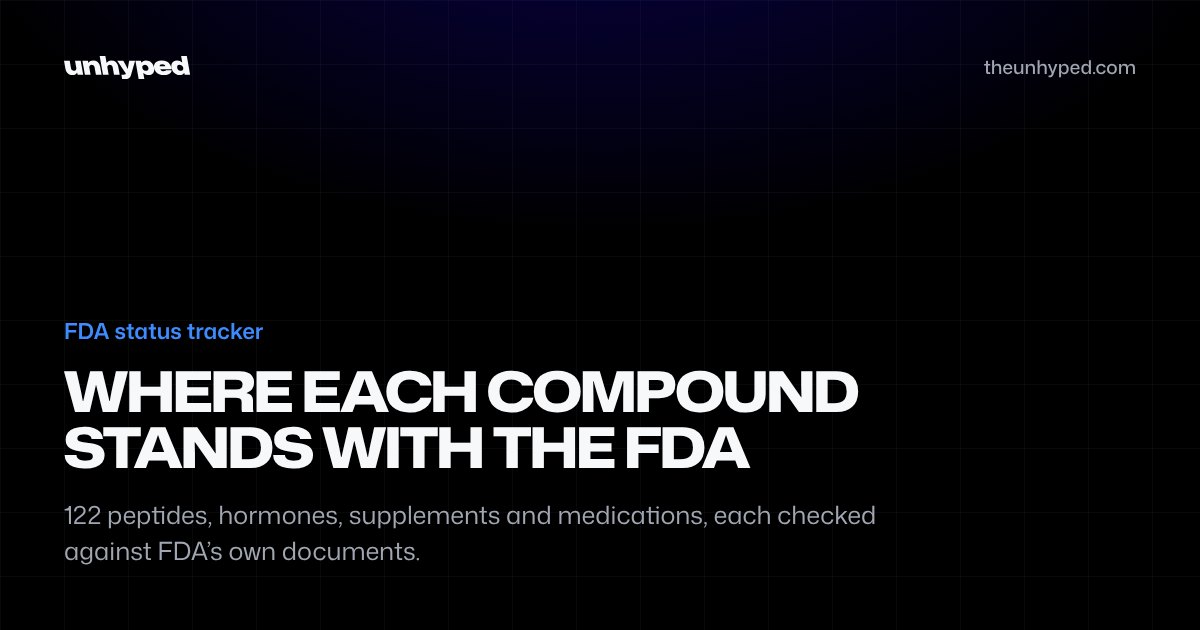 unhyped
theunhyped.com
FDA status tracker
WHERE EACH COMPOUND
STANDS WITH THE FDA
122 peptides, hormones, supplements and medications, each checked
against FDA’s own documents.